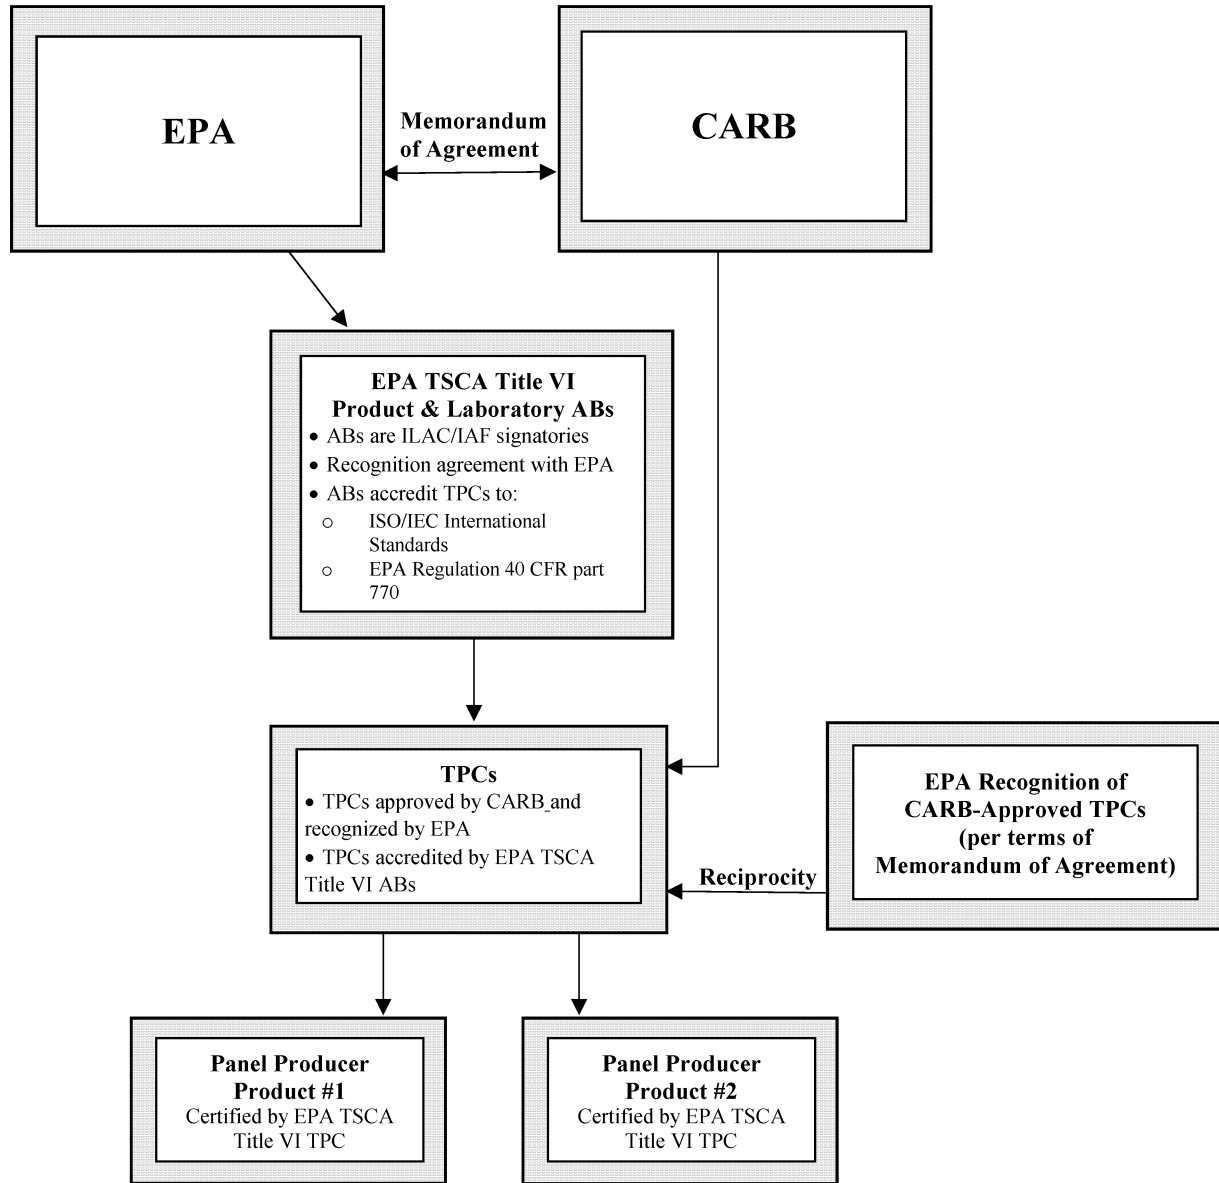 EPA
Memorandum
of Agreement
CARB
EPA TSCA Title VI
Product & Laboratory ABs
• ABs are ILAC/IAF signatories
• Recognition agreement with EPA
• ABs accredit TPCs to:
o ISO/IEC International
Standards
o EPA Regulation 40 CFR part
770
TPCs
• TPCs approved by CARB and
recognized by EPA
• TPCs accredited by EPA TSCA
Title VI ABs
Reciprocity
EPA Recognition of
CARB-Approved TPCs
(per terms of
Memorandum of Agreement)
Panel Producer
Product #1
Certified by EPA TSCA
Title VI TPC
Panel Producer
Product #2
Certified by EPA TSCA
Title VI TPC